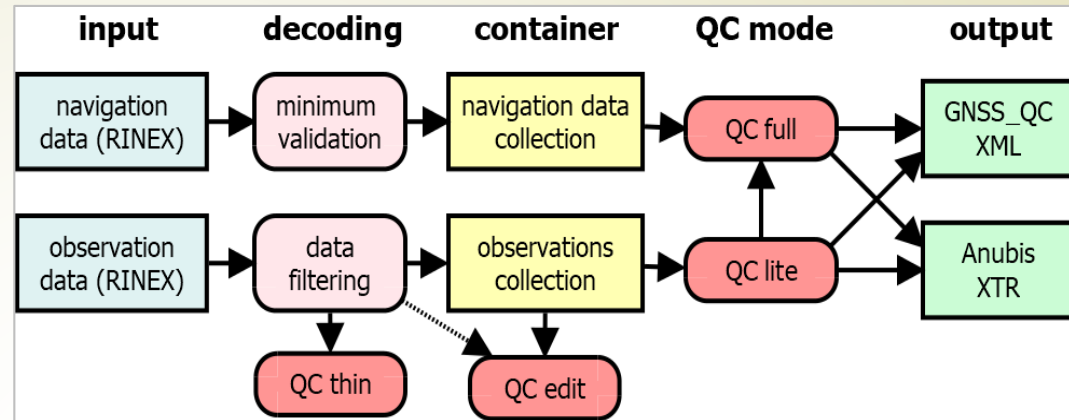 input
decoding
container
QC mode
output
navigation
data (RINEX)
minimum
validation
navigation data
collection
QC full
GNSS_QC
XML
observation
data (RINEX)
data
filtering
observations
collection
QC lite
Anubis
XTR
QC thin
QC edit